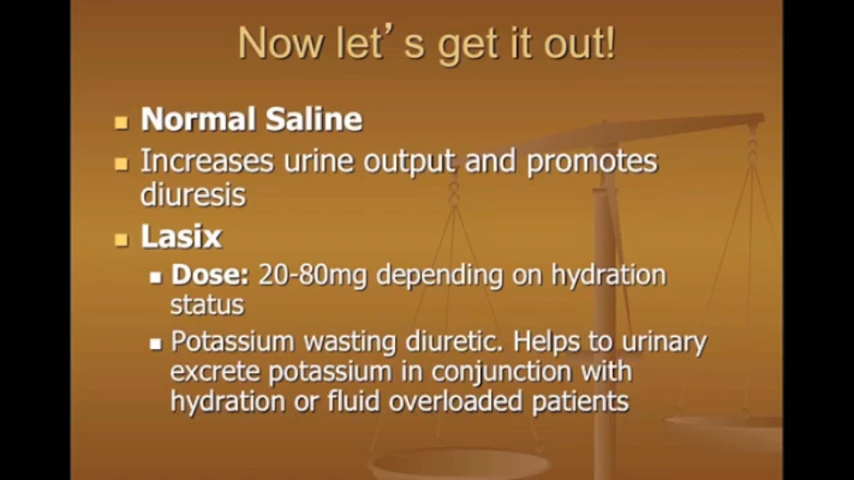 Now let's get it out!
Normal Saline
Increases urine output and promotes
diuresis
Lasix
Dose: 20-80mg depending on hydration
status
Potassium wasting diuretic. Helps to urinary
excrete potassium in conjunction with
hydration or fluid overloaded patients